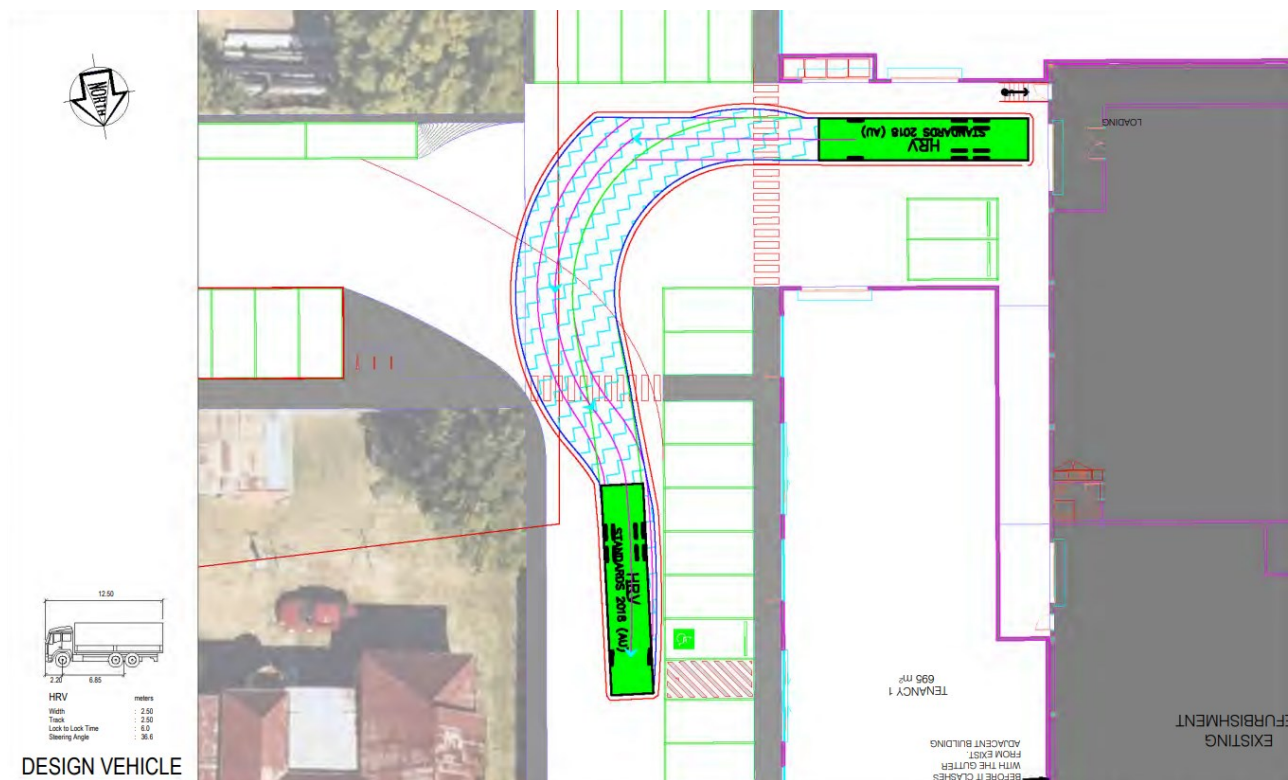 NORTH
HRV
STANDARDS 2018 (AU)
LOADING
HRV
STANDARDS 2018 (AU)
TENANCY 1
695 m²
EXISTING
BEFORE IT CLASHES
WITH THE GUTTER
FROM EXIST.
ADJACENT BUILDING
12.50
2.20
6.85
HRV
meters
Width : 2.50
Track : 2.50
Lock to Lock Time : 6.0
Steering Angle : 36.6
DESIGN VEHICLE